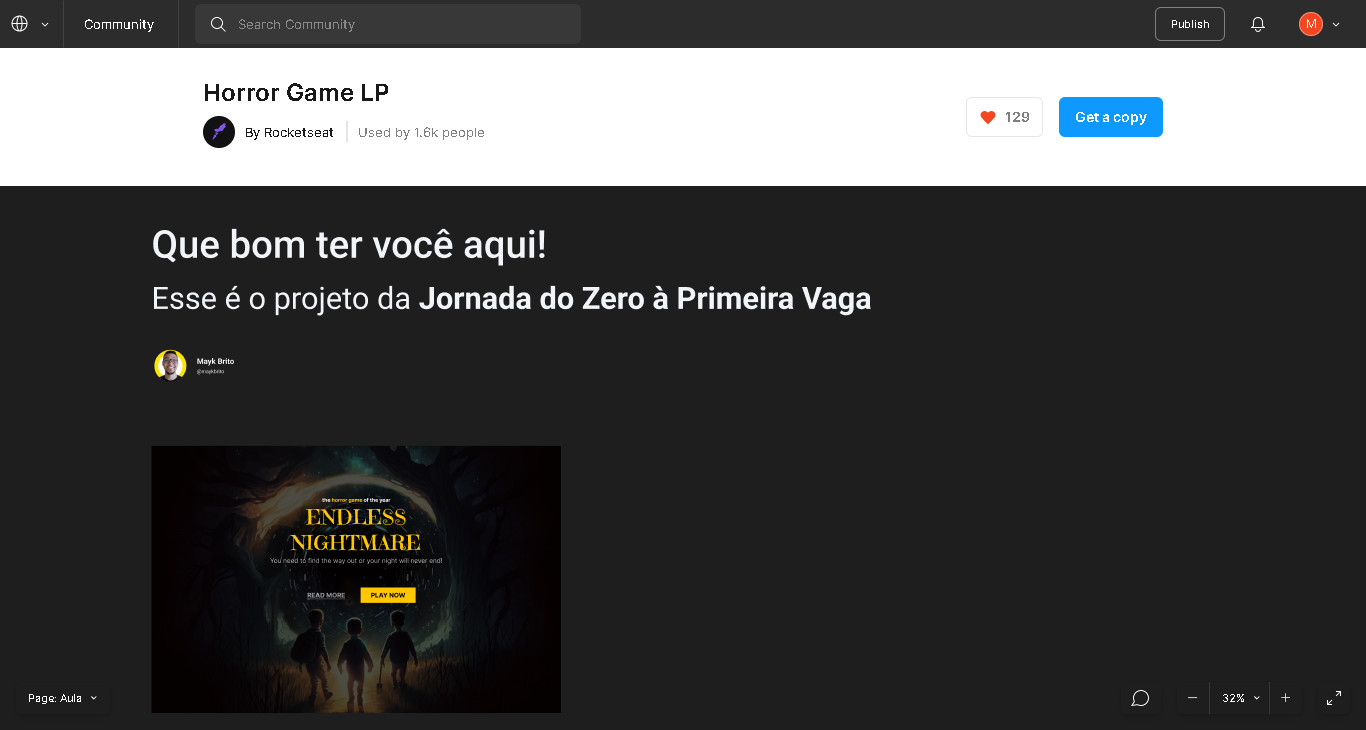 Community
Search Community
Publish
M
Horror Game LP
By Rocketseat
Used by 1.6k people
129
Get a copy
Que bom ter você aqui!
Esse é o projeto da Jornada do Zero à Primeira Vaga
Mayk Brito
@maykbrito
the horror game of the year
ENDLESS
NIGHTMARE
You need to find the way out or your night will never end!
READ MORE
PLAY NOW
Page: Aula
32%